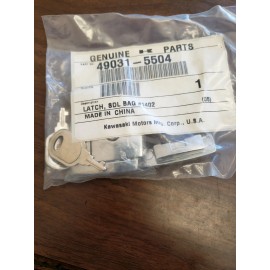 GENUINE PARTS
49031-5504
1
LATCH, SDL BAG
MADE IN CHINA
Kawasaki Motors Mfg. Corp., U.S.A.